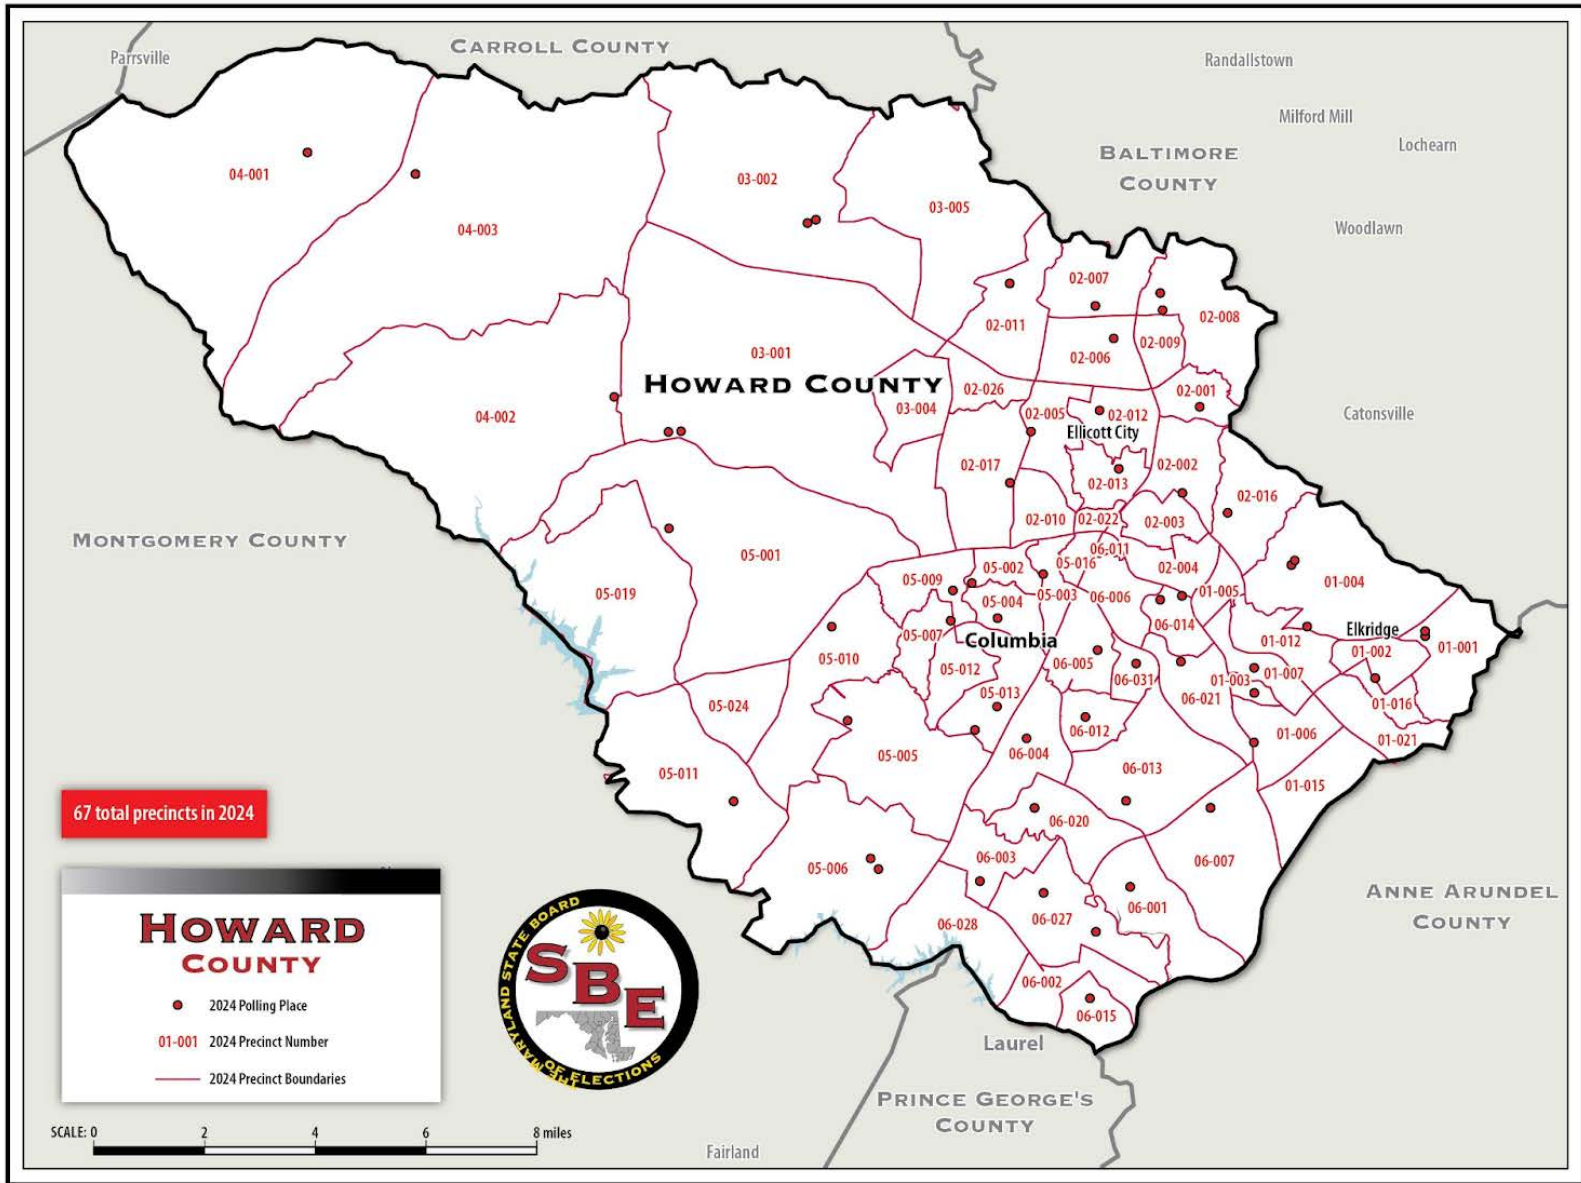 Parrsville
CARROLL COUNTY
Randallstown
Milford Mill
Lochearn
BALTIMORE
COUNTY
Woodlawn
04-001
03-002
03-005
04-003
02-007
02-008
02-011
02-006
02-009
03-001
HOWARD COUNTY
02-026
02-001
03-004
02-005
02-012
Catonsville
04-002
Ellicott City
02-017
02-002
02-013
02-016
02-010
02-022
02-003
MONTGOMERY COUNTY
05-001
06-011
05-002
05-016
02-004
05-009
01-004
05-019
05-003
06-006
01-005
05-004
06-014
05-007
Columbia
01-012
Elkridge
01-001
01-002
05-010
05-012
06-005
06-031
01-003
01-007
06-021
05-013
05-024
01-016
06-012
01-006
01-021
06-004
05-005
05-011
06-013
01-015
67 total precincts in 2024
06-020
06-003
06-007
05-006
06-001
ANNE ARUNDEL
COUNTY
06-027
06-028
06-002
06-015
Laurel
HOWARD
COUNTY
2024 Polling Place
01-001 2024 Precinct Number
2024 Precinct Boundaries
THE MARYLAND STATE BOARD
OF ELECTIONS
SBE
PRINCE GEORGE'S
COUNTY
Fairland
SCALE: 0 2 4 6 8 miles